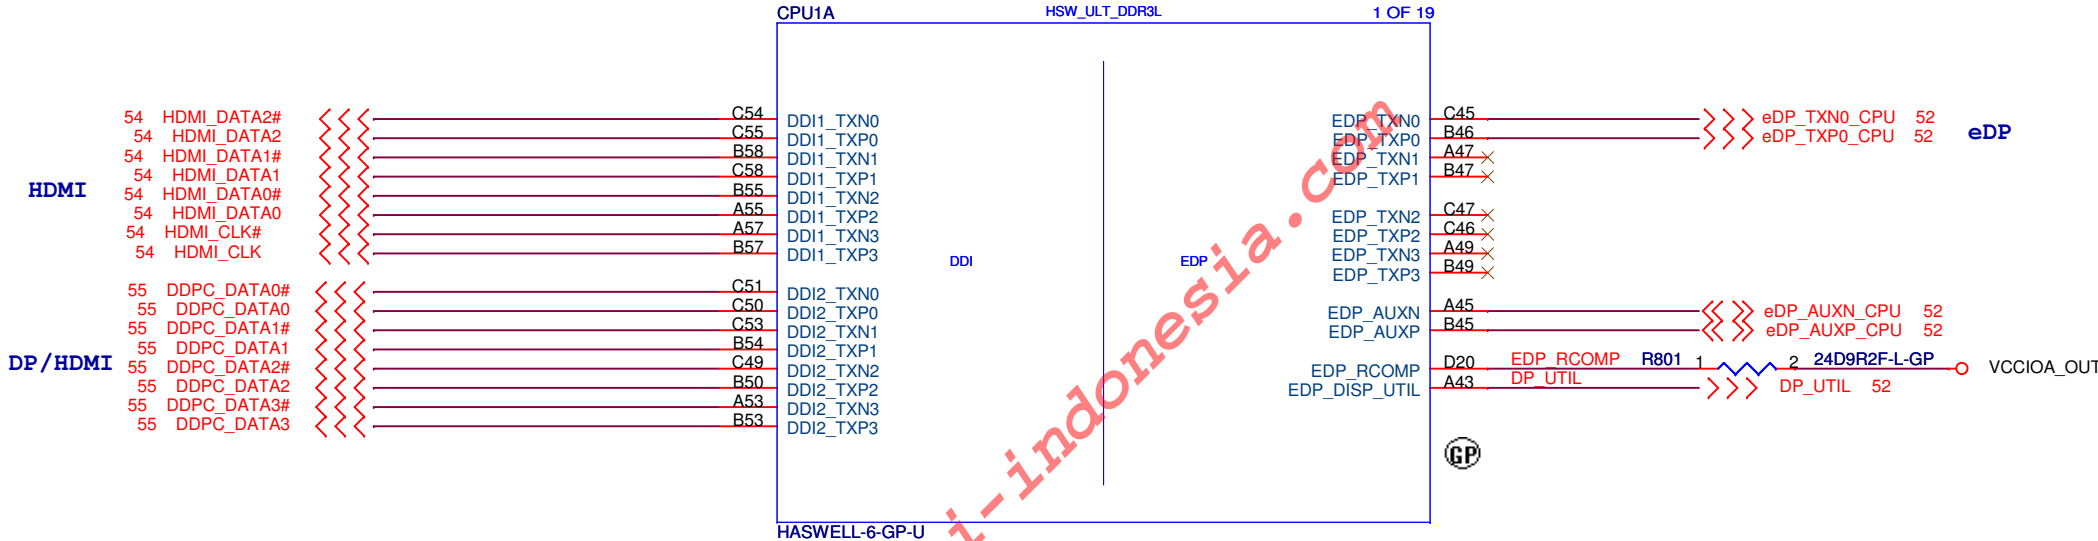 CPU1A HSW_ULT_DDR3L 1 OF 19
54 HDMI_DATA2# C54 DDI1_TXN0 EDP_TXN0 C45 eDP_TXN0_CPU 52
54 HDMI_DATA2 C55 DDI1_TXP0 EDP_TXP0 B46 eDP_TXP0_CPU 52 eDP
54 HDMI_DATA1# B58 DDI1_TXN1 EDP_TXN1 A47
54 HDMI_DATA1 C58 DDI1_TXP1 EDP_TXP1 B47
HDMI
54 HDMI_DATA0# B55 DDI1_TXN2
54 HDMI_DATA0 A55 DDI1_TXP2 EDP_TXN2 C47
54 HDMI_CLK# A57 DDI1_TXN3 EDP_TXP2 C46
54 HDMI_CLK B57 DDI1_TXP3 EDP_TXN3 A49
DDI EDP
EDP_TXP3 B49
55 DDPC_DATA0# C51 DDI2_TXN0
55 DDPC_DATA0 C50 DDI2_TXP0 EDP_AUXN A45 eDP_AUXN_CPU 52
55 DDPC_DATA1# C53 DDI2_TXN1 EDP_AUXP B45 eDP_AUXP_CPU 52
55 DDPC_DATA1 B54 DDI2_TXP1
DP/HDMI
55 DDPC_DATA2# C49 DDI2_TXN2 EDP_RCOMP D20 EDP_RCOMP R801 1 2 24D9R2F-L-GP VCCIOA_OUT
55 DDPC_DATA2 B50 DDI2_TXP2 EDP_DISP_UTIL A43 DP_UTIL DP_UTIL 52
55 DDPC_DATA3# A53 DDI2_TXN3
55 DDPC_DATA3 B53 DDI2_TXP3
GP
HASWELL-6-GP-U
i-indonesia.com